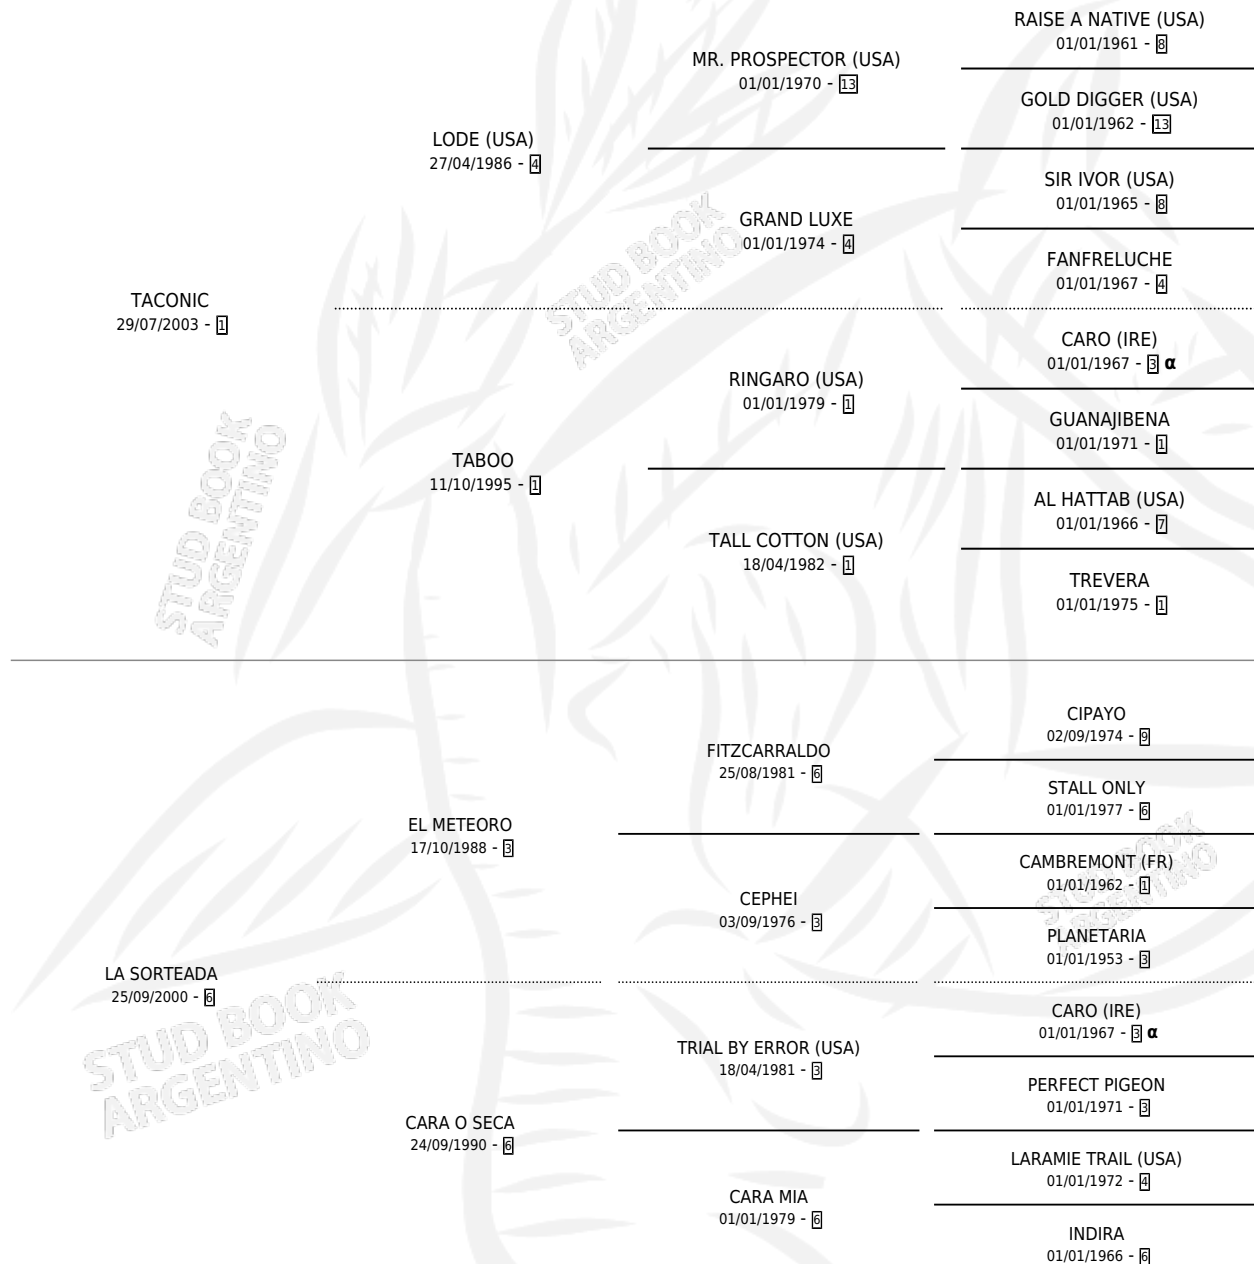 RAISE A NATIVE (USA)
01/01/1961 - 8
MR. PROSPECTOR (USA)
01/01/1970 - 13
GOLD DIGGER (USA)
01/01/1962 - 13
LODE (USA)
27/04/1986 - 4
SIR IVOR (USA)
01/01/1965 - 8
GRAND LUXE
01/01/1974 - 4
FANFRELUCHE
01/01/1967 - 4
TACONIC
29/07/2003 - 1
CARO (IRE)
01/01/1967 - 3 α
RINGARO (USA)
01/01/1979 - 1
GUANAJIBENA
01/01/1971 - 1
TABOO
11/10/1995 - 1
AL HATTAB (USA)
01/01/1966 - 7
TALL COTTON (USA)
18/04/1982 - 1
TREVERA
01/01/1975 - 1
CIPAYO
02/09/1974 - 9
FITZCARRALDO
25/08/1981 - 6
STALL ONLY
01/01/1977 - 6
EL METEORO
17/10/1988 - 3
CAMBREMONT (FR)
01/01/1962 - 1
CEPHEI
03/09/1976 - 3
PLANETARIA
01/01/1953 - 3
LA SORTEADA
25/09/2000 - 6
CARO (IRE)
01/01/1967 - 3 α
TRIAL BY ERROR (USA)
18/04/1981 - 3
PERFECT PIGEON
01/01/1971 - 3
CARA O SECA
24/09/1990 - 6
LARAMIE TRAIL (USA)
01/01/1972 - 4
CARA MIA
01/01/1979 - 6
INDIRA
01/01/1966 - 6
STUD BOOK
ARGENTINO
STUD BOOK
ARGENTINO
STUD BOOK
ARGENTINO
STUD BOOK
ARGENTINO